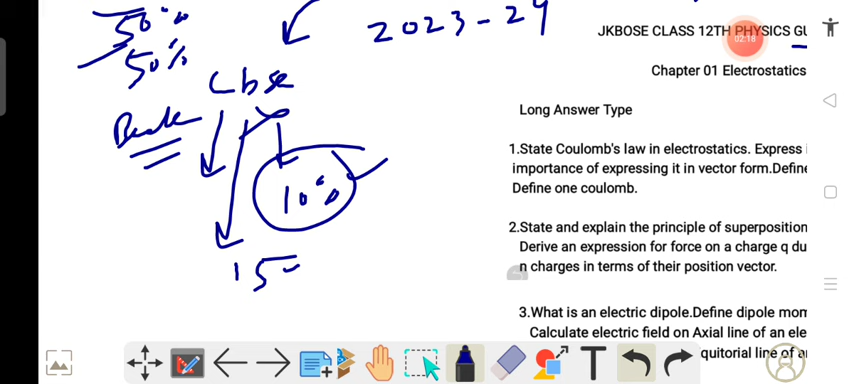 50%
50%
2023-24
Cbse
10%
15
JKBOSE CLASS 12TH PHYSICS GU
02:18
Chapter 01 Electrostatics
Long Answer Type
1.State Coulomb's law in electrostatics. Express i
importance of expressing it in vector form.Define
Define one coulomb.
2.State and explain the principle of superposition
Derive an expression for force on a charge q du
n charges in terms of their position vector.
3.What is an electric dipole.Define dipole mom
Calculate electric field on Axial line of an ele
quitorial line of a